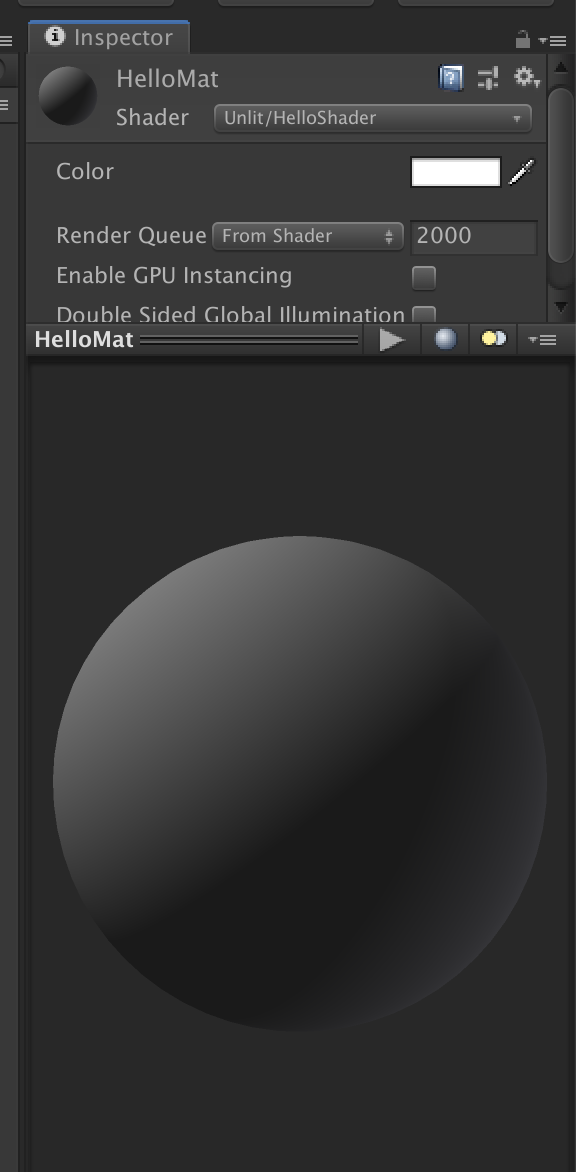 Inspector
HelloMat
Shader Unlit/HelloShader
Color
Render Queue From Shader 2000
Enable GPU Instancing
Double Sided Global Illumination
HelloMat